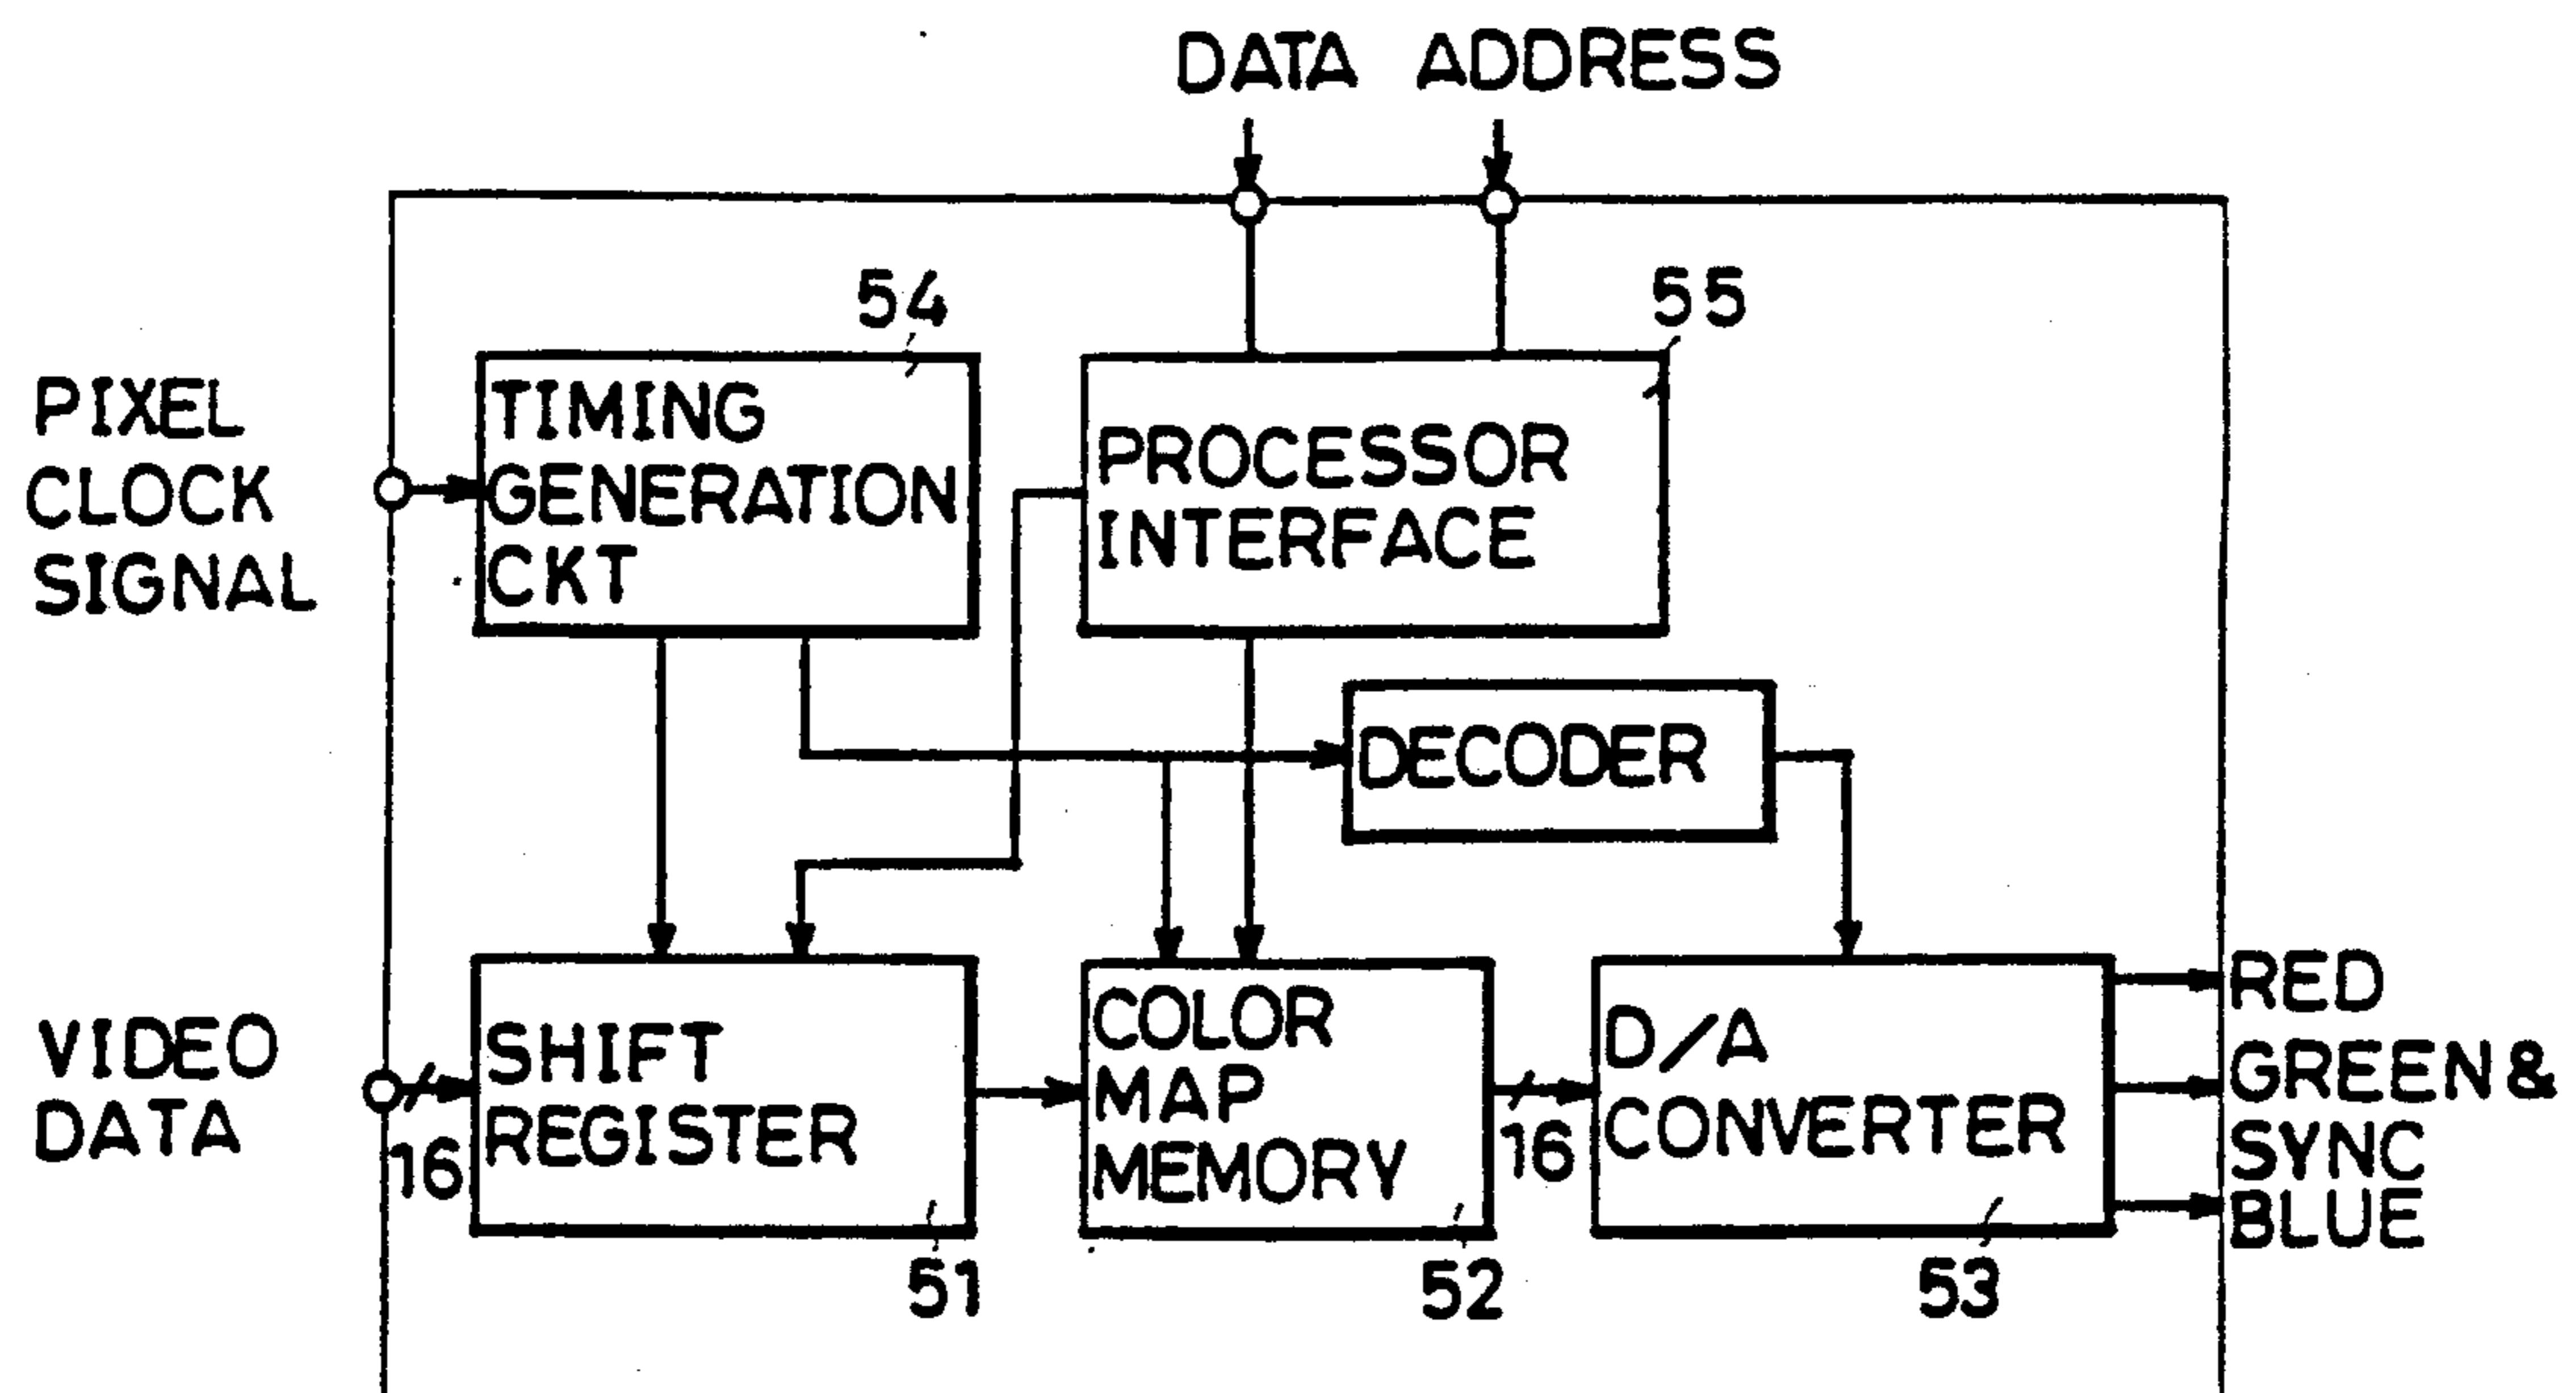 DATA ADDRESS
54
55
PIXEL
CLOCK
SIGNAL
TIMING
GENERATION
CKT
PROCESSOR
INTERFACE
DECODER
VIDEO
DATA
16
SHIFT
REGISTER
51
COLOR
MAP
MEMORY
52
16
D/A
CONVERTER
53
RED
GREEN &
SYNC
BLUE